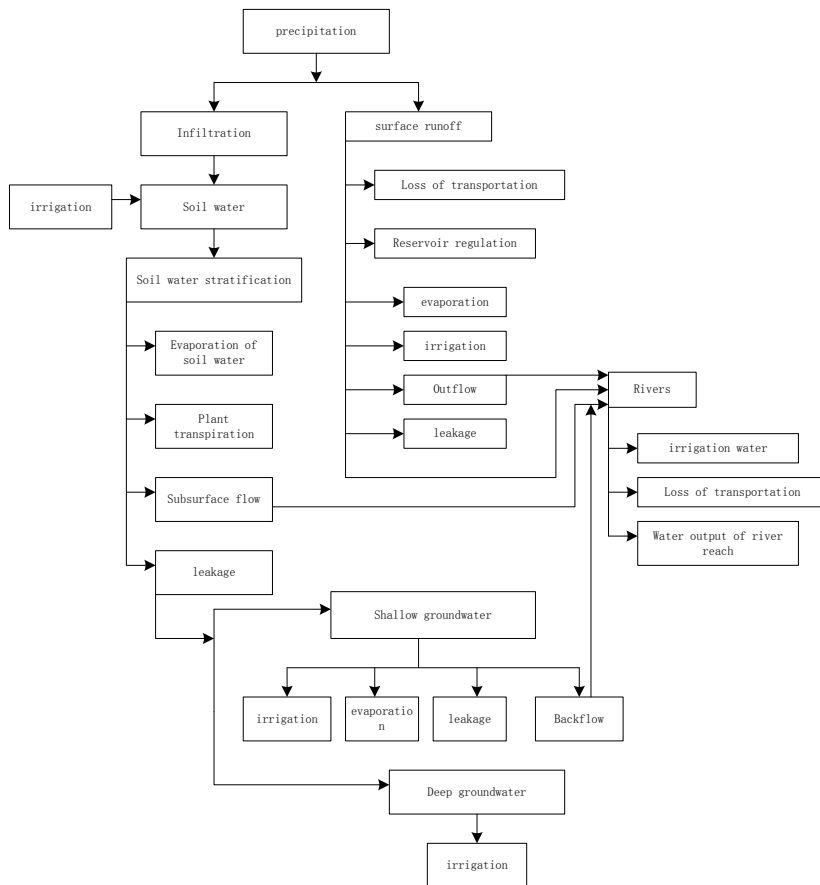 precipitation
Infiltration
surface runoff
Loss of transportation
irrigation
Soil water
Reservoir regulation
Soil water stratification
evaporation
Evaporation of
soil water
irrigation
Outflow
Rivers
Plant
transpiration
leakage
irrigation water
Subsurface flow
Loss of transportation
Water output of river
reach
leakage
Shallow groundwater
irrigation
evaporatio
n
leakage
Backflow
Deep groundwater
irrigation